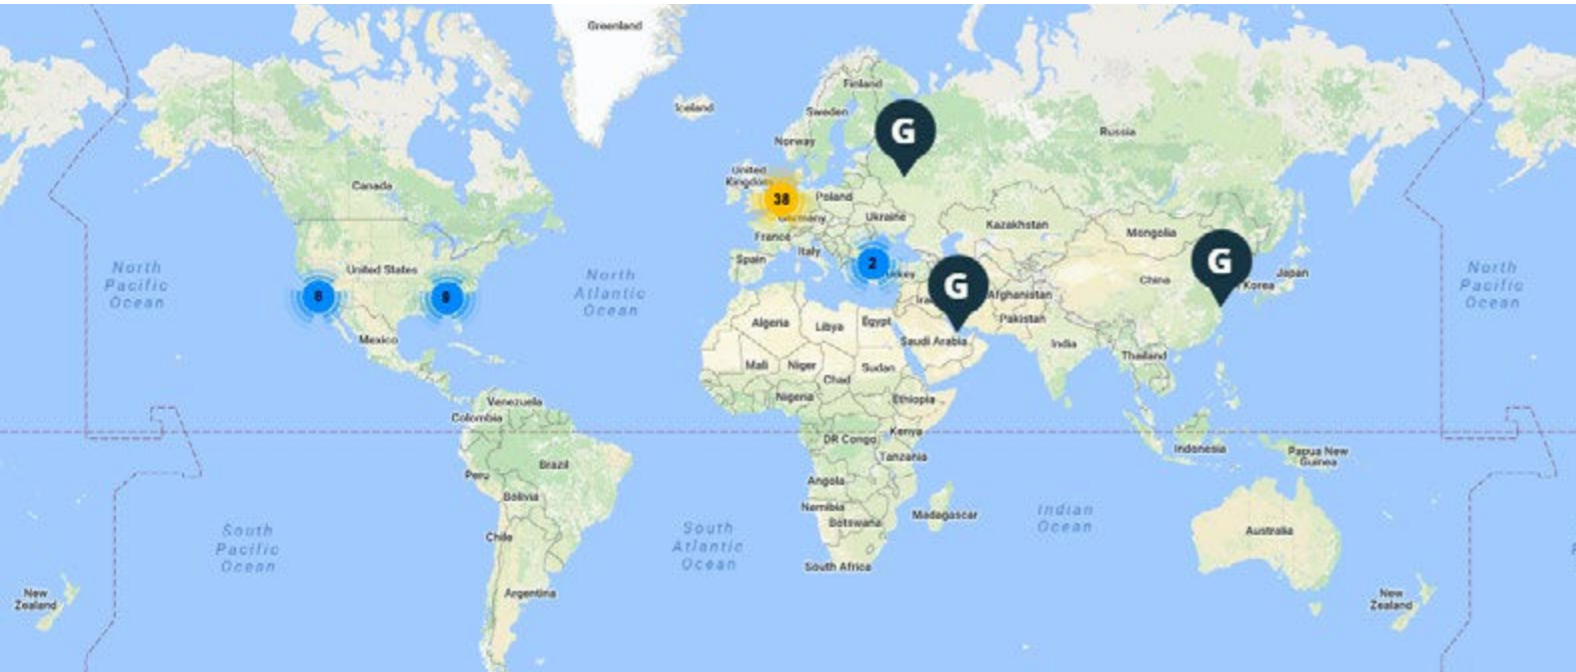 Greenland
Iceland
Finland
Sweden
Norway
Russia
G
United
Kingdom
38
Poland
Germany
Ukraine
Canada
Kazakhstan
Mongolia
France
Italy
Spain
2
G
G
China
Japan
Korea
United States
North
Pacific
Ocean
North
Atlantic
Ocean
North
Pacific
Ocean
8
9
Afghanistan
Pakistan
Algeria
Libya
Egypt
Saudi Arabia
India
Thailand
Mexico
Mali
Niger
Chad
Sudan
Nigeria
Ethiopia
Venezuela
Colombia
DR Congo
Kenya
Tanzania
Indonesia
Papua New
Guinea
Brazil
Peru
Bolivia
Angola
Namibia
Botswana
Madagascar
Indian
Ocean
South
Pacific
Ocean
South
Atlantic
Ocean
Australia
Chile
South Africa
Argentina
New
Zealand
New
Zealand